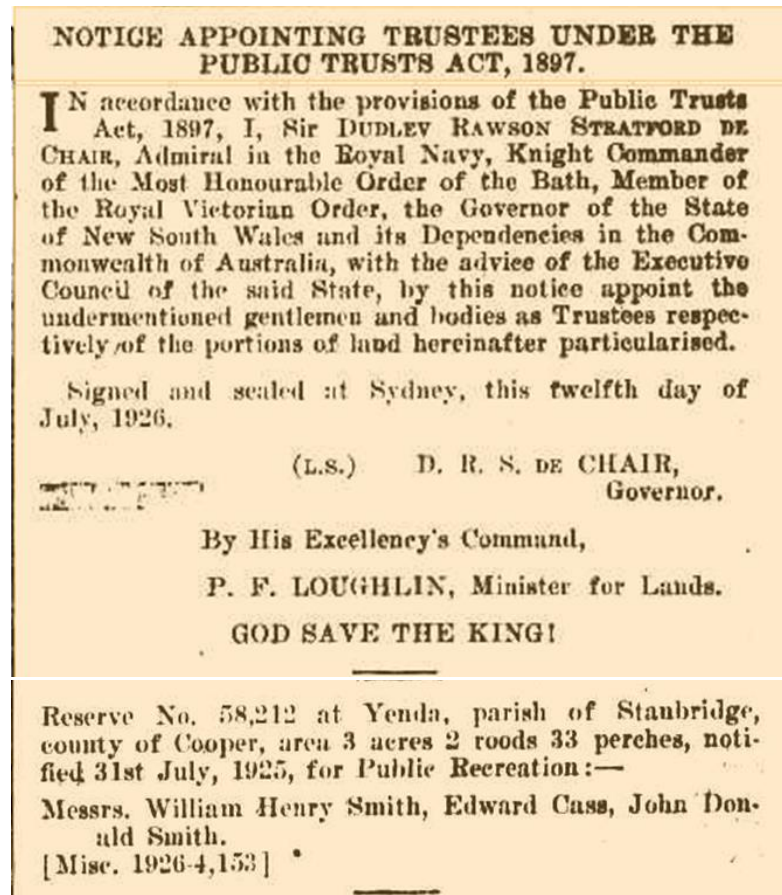 NOTICE APPOINTING TRUSTEES UNDER THE
PUBLIC TRUSTS ACT, 1897.
IN accordance with the provisions of the Public Trusts
Act, 1897, I, Sir DUDLEY RAWSON STRATFORD DE
CHAIR, Admiral in the Royal Navy, Knight Commander
of the Most Honourable Order of the Bath, Member of
the Royal Victorian Order, the Governor of the State
of New South Wales and its Dependencies in the Com-
monwealth of Australia, with the advice of the Executive
Council of the said State, by this notice appoint the
undermentioned gentlemen and bodies as Trustees respec-
tively of the portions of land hereinafter particularised.
Signed and sealed at Sydney, this twelfth day of
July, 1926.
(L.S.) D. R. S. DE CHAIR,
Governor.
By His Excellency's Command,
P. F. LOUGHLIN, Minister for Lands.
GOD SAVE THE KING!
Reserve No. 58,212 at Yenda, parish of Stanbridge,
county of Cooper, area 3 acres 2 roods 33 perches, noti-
fied 31st July, 1925, for Public Recreation:—
Messrs. William Henry Smith, Edward Cass, John Don-
ald Smith.
[Misc. 1926-4,153]